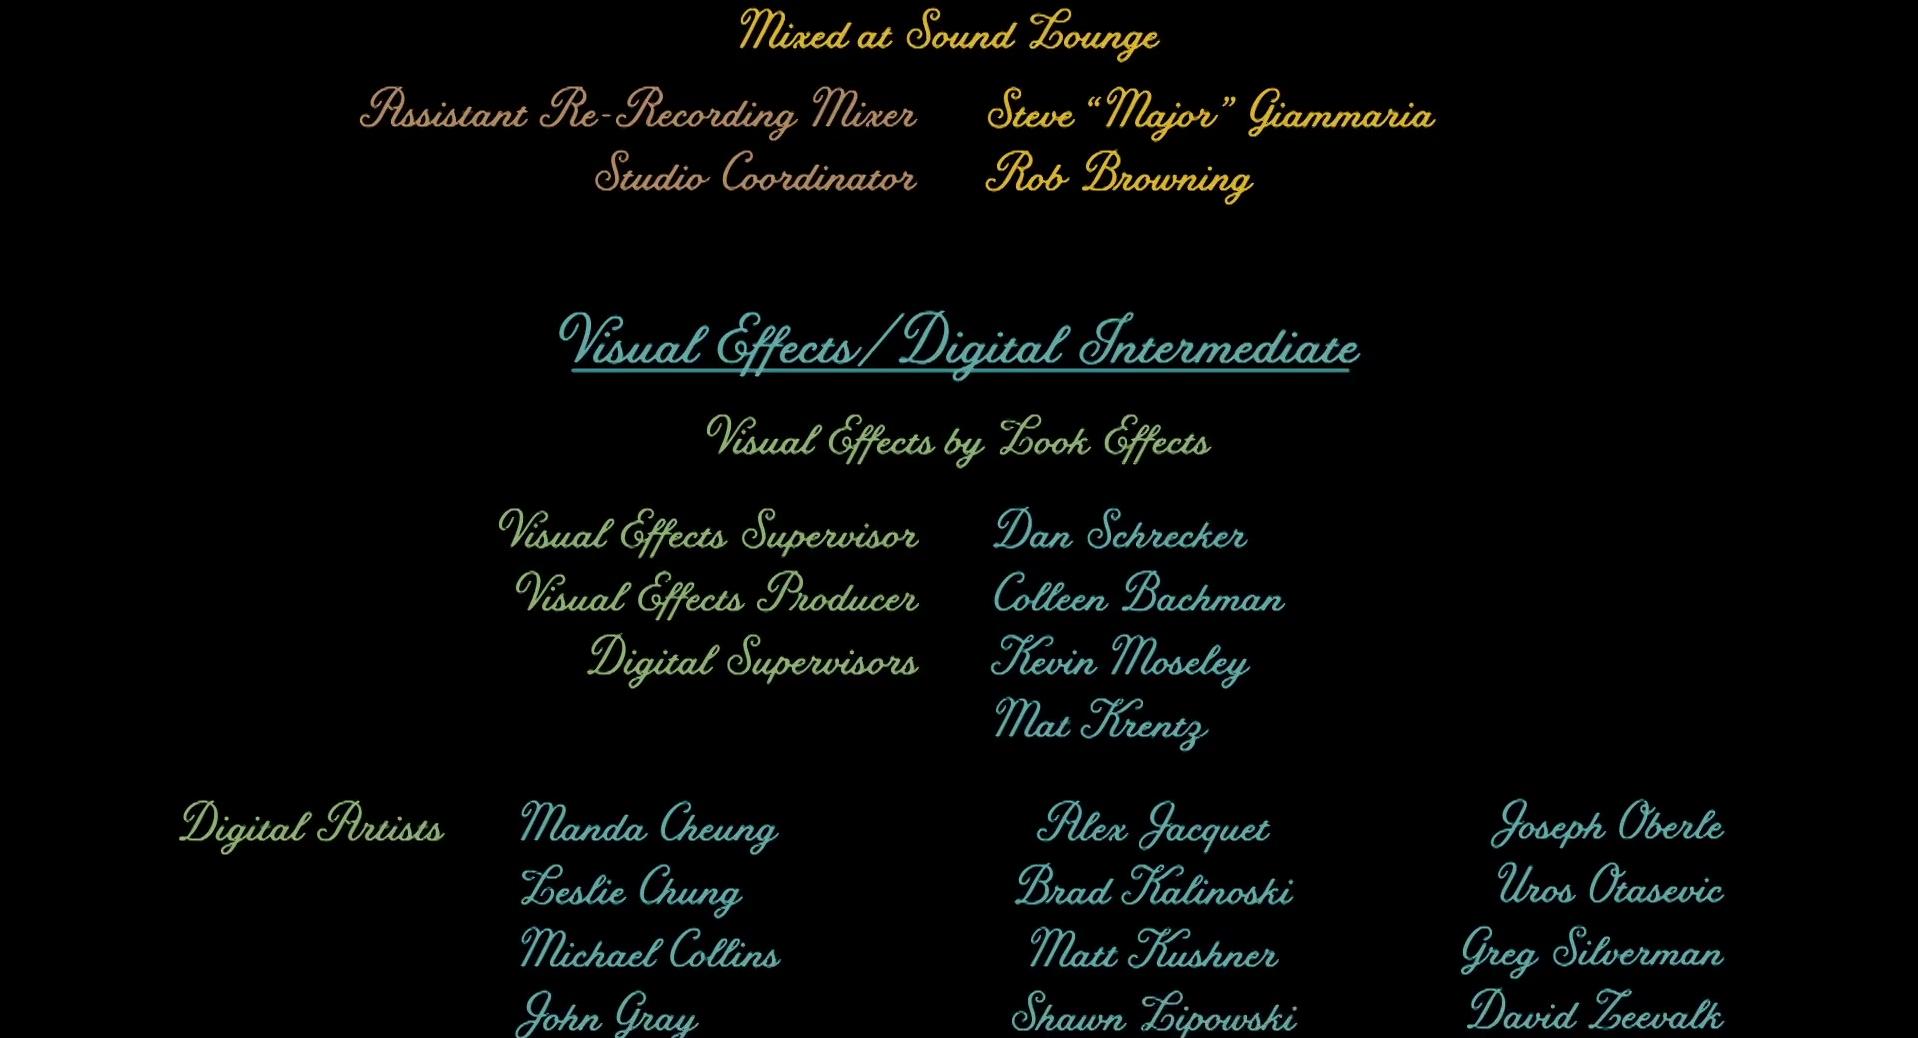 Mixed at Sound Lounge
Assistant Re-Recording Mixer Steve “Major” Giammaria
Studio Coordinator Rob Browning
Visual Effects/Digital Intermediate
Visual Effects by Look Effects
Visual Effects Supervisor Dan Schrecker
Visual Effects Producer Colleen Bachman
Digital Supervisors Kevin Moseley
Mat Krentz
Digital Artists Manda Cheung Alex Jacquet Joseph Oberle
Leslie Chung Brad Kalinoski Uros Otasevic
Michael Collins Matt Kushner Greg Silverman
John Gray Shawn Lipowski David Zeevalk